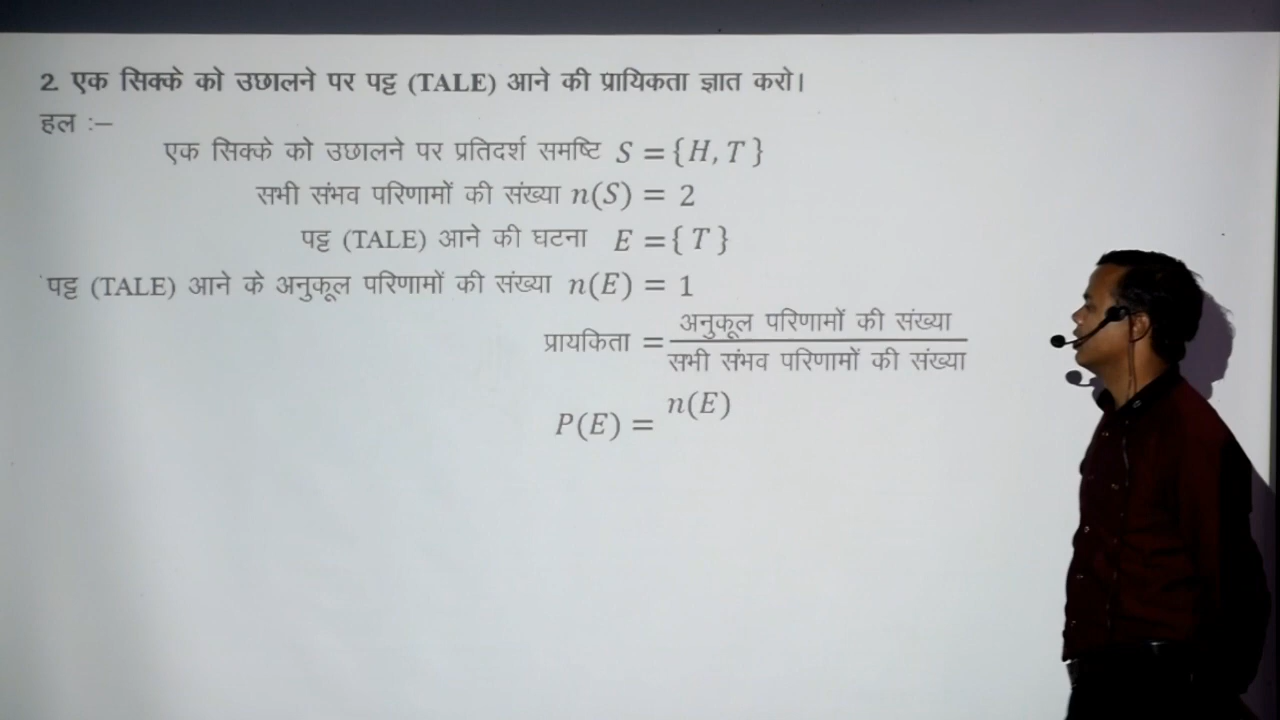 2. एक सिक्के को उछालने पर पट्ट (TALE) आने की प्रायिकता ज्ञात करो।
हल :–
एक सिक्के को उछालने पर प्रतिदर्श समष्टि S = {H, T }
सभी संभव परिणामों की संख्या n(S) = 2
पट्ट (TALE) आने की घटना E = { T }
पट्ट (TALE) आने के अनुकूल परिणामों की संख्या n(E) = 1
प्रायकिता = अनुकूल परिणामों की संख्या
सभी संभव परिणामों की संख्या
P(E) = n(E)